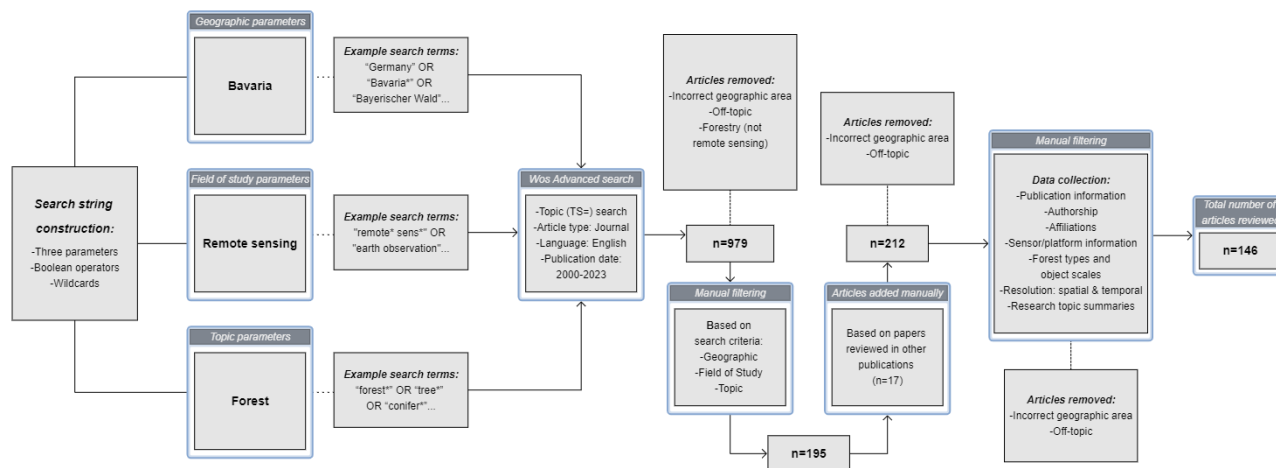 Search string
construction:
-Three parameters
-Boolean operators
-Wildcards
Geographic parameters
Bavaria
Example search terms:
“Germany” OR
“Bavaria*” OR
“Bayerischer Wald”...
Field of study parameters
Remote sensing
Example search terms:
“remote* sens*” OR
“earth observation”...
Topic parameters
Forest
Example search terms:
“forest*” OR “tree*”
OR “conifer*”...
Wos Advanced search
-Topic (TS=) search
-Article type: Journal
-Language: English
-Publication date:
2000-2023
Articles removed:
-Incorrect geographic area
-Off-topic
-Forestry (not
remote sensing)
n=979
Manual filtering
Based on
search criteria:
-Geographic
-Field of Study
-Topic
n=195
Articles added manually
Based on papers
reviewed in other
publications
(n=17)
n=212
Articles removed:
-Incorrect geographic area
-Off-topic
Manual filtering
Data collection:
-Publication information
-Authorship
-Affiliations
-Sensor/platform information
-Forest types and
object scales
-Resolution: spatial & temporal
-Research topic summaries
Articles removed:
-Incorrect geographic area
-Off-topic
Total number of
articles reviewed
n=146